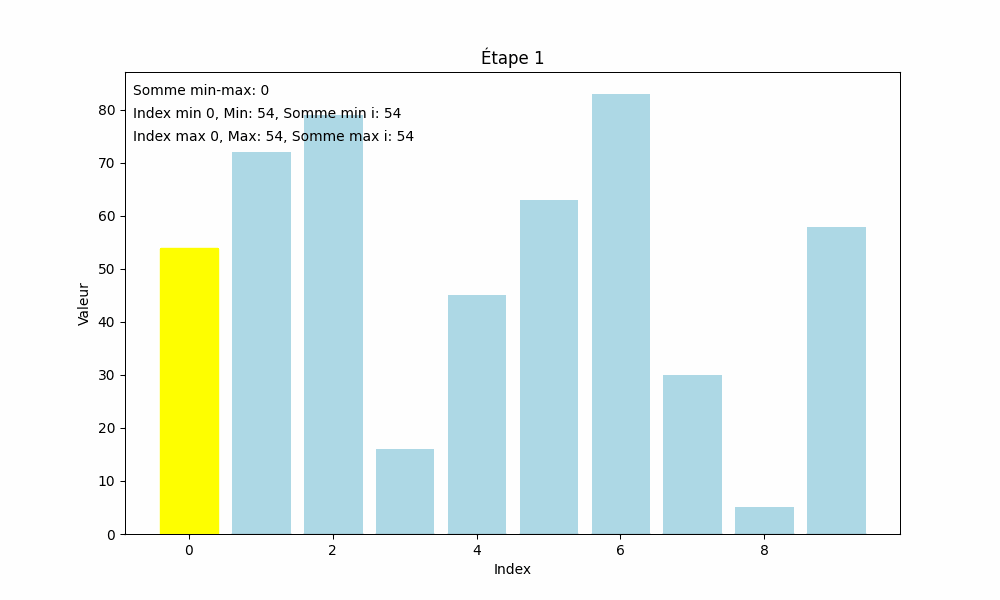 Étape 1
Somme min-max: 0
Index min 0, Min: 54, Somme min i: 54
Index max 0, Max: 54, Somme max i: 54
80
70
60
50
40
30
20
10
0
Valeur
0 2 4 6 8
Index